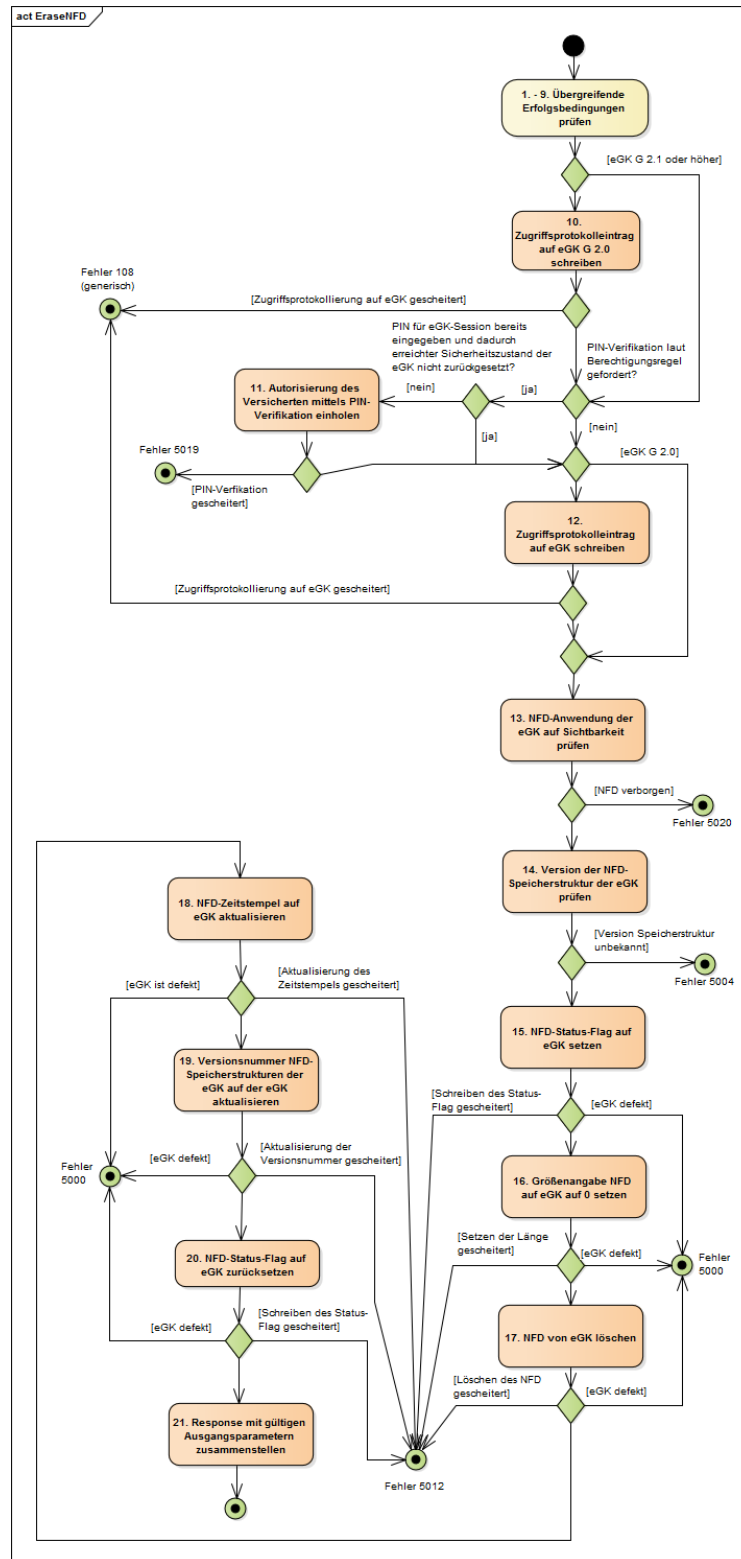 act EraseNFD
1. - 9. Übergreifende
Erfolgsbedingungen
prüfen
[eGK G 2.1 oder höher]
10.
Zugriffsprotokolleintrag
auf eGK G 2.0
schreiben
Fehler 108
(generisch)
[Zugriffsprotokollierung auf eGK gescheitert]
PIN für eGK-Session bereits
eingegeben und dadurch
erreichter Sicherheitszustand der
eGK nicht zurückgesetzt?
PIN-Verifikation laut
Berechtigungsregel
gefordert?
11. Autorisierung des
Versicherten mittels PIN-
Verifikation einholen
[nein]
[ja]
[nein]
[ja]
Fehler 5019
[PIN-Verfikation
gescheitert]
[eGK G 2.0]
12.
Zugriffsprotokolleintrag
auf eGK schreiben
[Zugriffsprotokollierung auf eGK gescheitert]
13. NFD-Anwendung der
eGK auf Sichtbarkeit
prüfen
[NFD verborgen]
Fehler 5020
14. Version der NFD-
Speicherstruktur der eGK
prüfen
[Version Speicherstruktur
unbekannt]
Fehler 5004
15. NFD-Status-Flag auf
eGK setzen
[Schreiben des Status-
Flag gescheitert]
[eGK defekt]
16. Größenangabe NFD
auf eGK auf 0 setzen
[Setzen der Länge
gescheitert]
[eGK defekt]
Fehler
5000
17. NFD von eGK löschen
[Löschen des NFD
gescheitert]
[eGK defekt]
18. NFD-Zeitstempel auf
eGK aktualisieren
[eGK ist defekt]
[Aktualisierung des
Zeitstempels gescheitert]
19. Versionsnummer NFD-
Speicherstrukturen der
eGK auf der eGK
aktualisieren
Fehler
5000
[eGK defekt]
[Aktualisierung der
Versionsnummer gescheitert]
20. NFD-Status-Flag auf
eGK zurücksetzen
[eGK defekt]
[Schreiben des Status-
Flag gescheitert]
21. Response mit gültigen
Ausgangsparametern
zusammenstellen
Fehler 5012